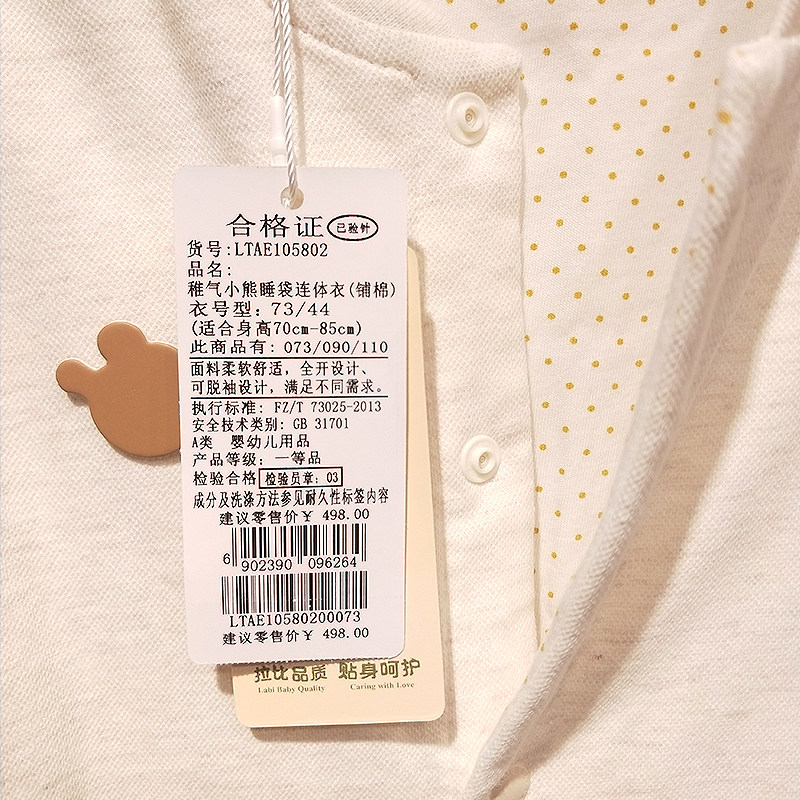 合格证 已验针
货号:LTAE105802
品名:
稚气小熊睡袋连体衣(铺棉)
衣号型: 73/44
(适合身高70cm-85cm)
此商品有: 073/090/110
面料柔软舒适，全开设计、
可脱袖设计，满足不同需求。
执行标准: FZ/T 73025-2013
安全技术类别: GB 31701
A类 婴幼儿用品
产品等级: 一等品
检验合格 检验员章: 03
成分及洗涤方法参见耐久性标签内容
建议零售价￥ 498.00
6 902390 096264
LTAE10580200073
建议零售价￥ 498.00
拉比品质 贴身呵护
Labi Baby Quality Caring with Love